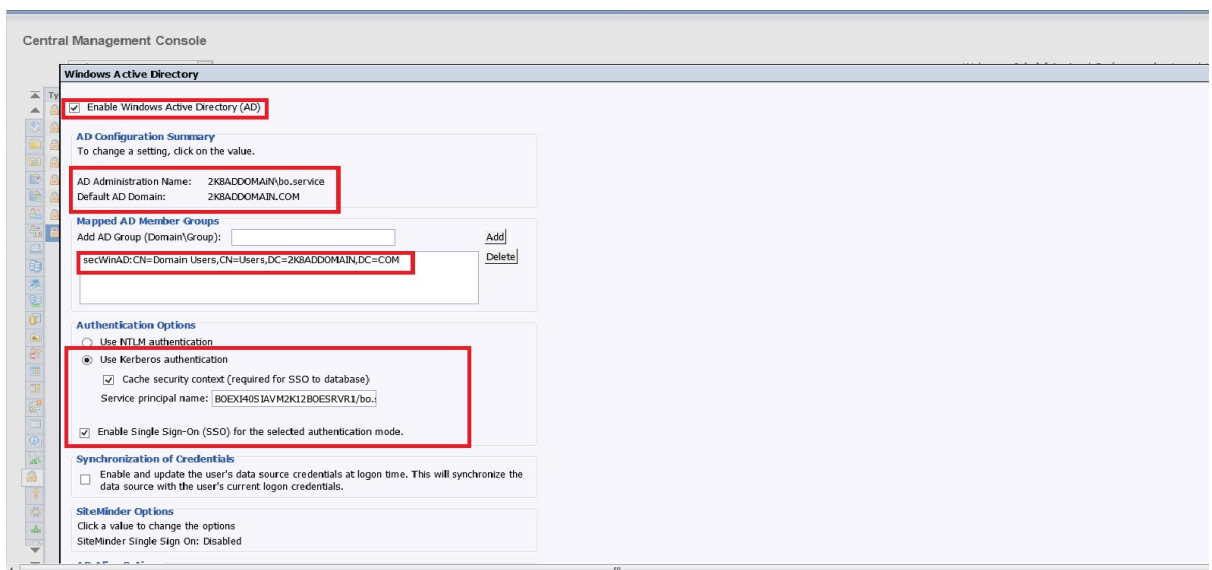 Central Management Console
Windows Active Directory
Ty
Enable Windows Active Directory (AD)
AD Configuration Summary
To change a setting, click on the value.
AD Administration Name: 2K8ADDOMAiN\bo.service
Default AD Domain: 2K8ADDOMAIN.COM
Mapped AD Member Groups
Add AD Group (Domain\Group): Add
secWinAD:CN=Domain Users,CN=Users,DC=2K8ADDOMAIN,DC=COM Delete
Authentication Options
Use NTLM authentication
Use Kerberos authentication
Cache security context (required for SSO to database)
Service principal name: BOEXI40SIAVM2K12BOESRVR1/bo.
Enable Single Sign-On (SSO) for the selected authentication mode.
Synchronization of Credentials
Enable and update the user's data source credentials at logon time. This will synchronize the
data source with the user's current logon credentials.
SiteMinder Options
Click a value to change the options
SiteMinder Single Sign On: Disabled